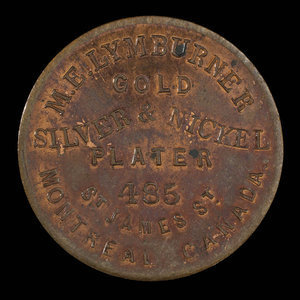 M.F. LYMBURNER
GOLD
SILVER & NICKEL
PLATER
485
ST. JAMES ST.
MONTREAL CANADA.